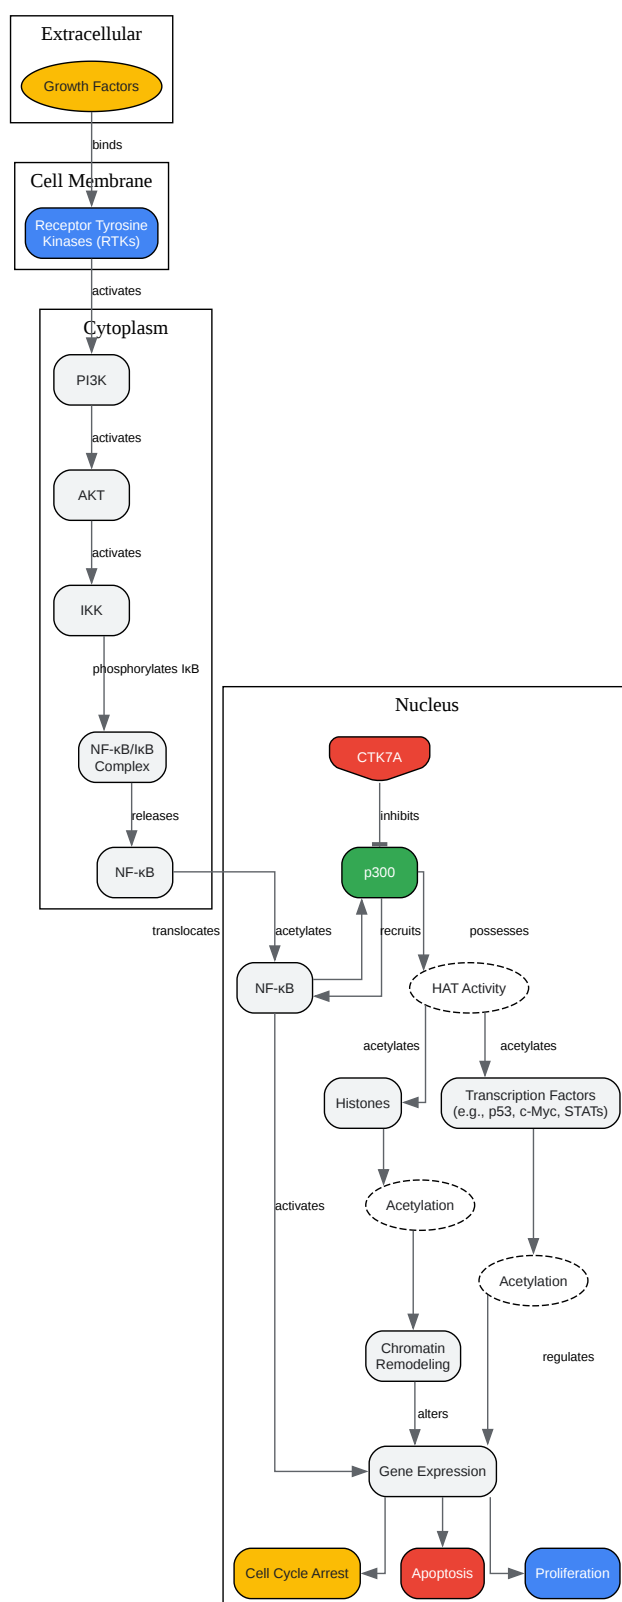 Extracellular
Growth Factors
binds
Cell Membrane
Receptor Tyrosine
Kinases (RTKs)
activates
Cytoplasm
PI3K
activates
AKT
activates
IKK
phosphorylates IκB
NF-κB/IκB
Complex
releases
NF-κB
translocates
Nucleus
CTK7A
inhibits
p300
acetylates
recruits
possesses
NF-κB
HAT Activity
acetylates
acetylates
Histones
Transcription Factors
(e.g., p53, c-Myc, STATs)
activates
Acetylation
Acetylation
Chromatin
Remodeling
regulates
alters
Gene Expression
Cell Cycle Arrest
Apoptosis
Proliferation